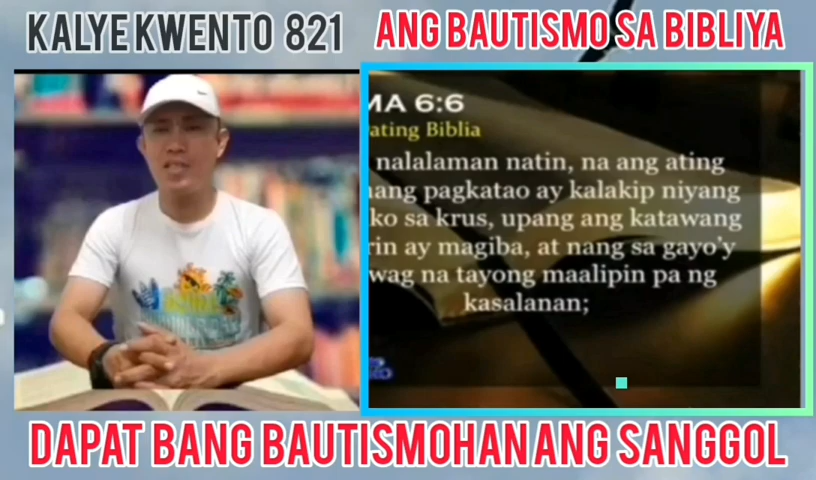 KALYE KWENTO 821
ANG BAUTISMO SA BIBLIYA
MA 6:6
ating Biblia
nalalaman natin, na ang ating
ang pagkatao ay kalakip niyang
ko sa krus, upang ang katawang
rin ay magiba, at nang sa gayo'y
wag na tayong maalipin pa ng
kasalanan;
DAPAT BANG BAUTISMOHAN ANG SANGGOL